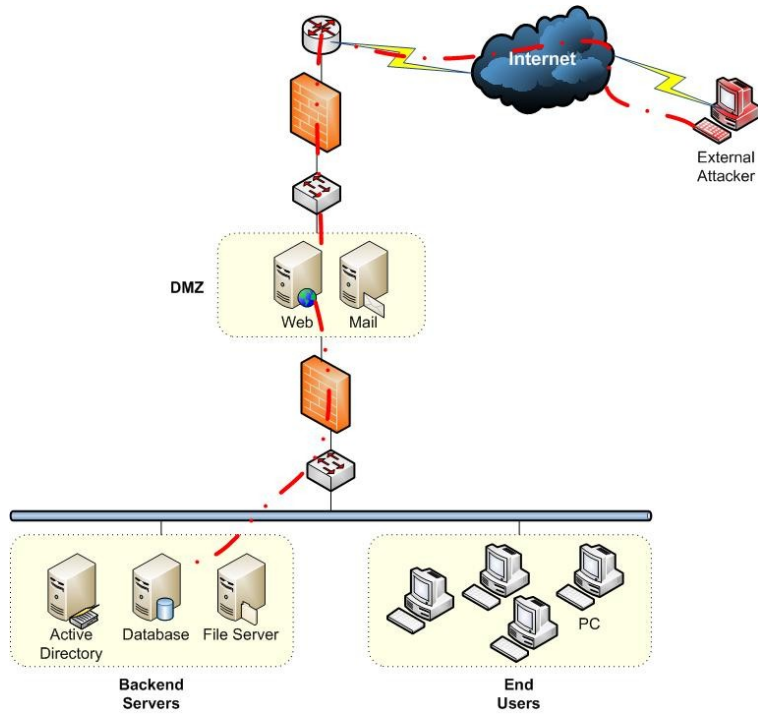 Internet
External
Attacker
DMZ
Web
Mail
Active
Directory
Database
File Server
PC
Backend
Servers
End
Users